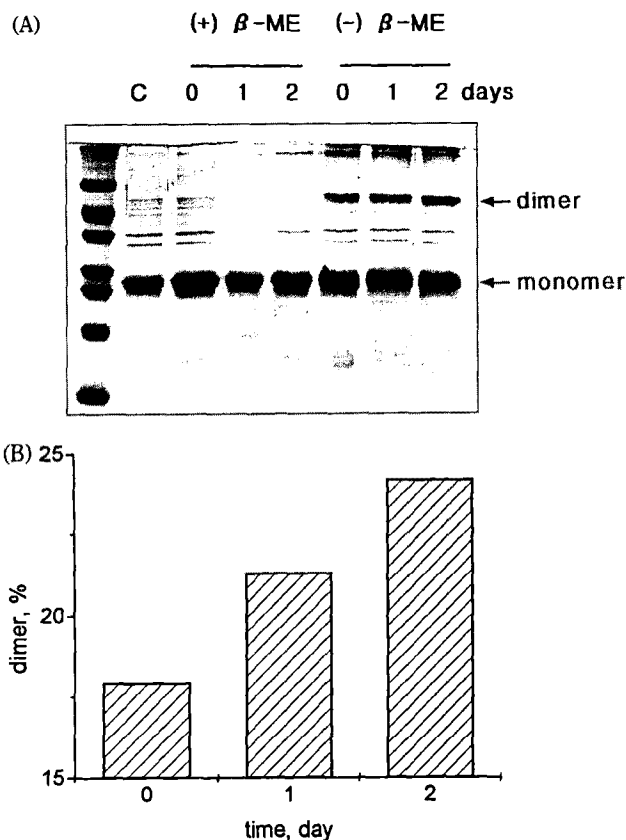 (A) (+) β-ME (-) β-ME
C 0 1 2 0 1 2 days
dimer
monomer
(B) 25
20
15
dimer, %
0 1 2
time, day